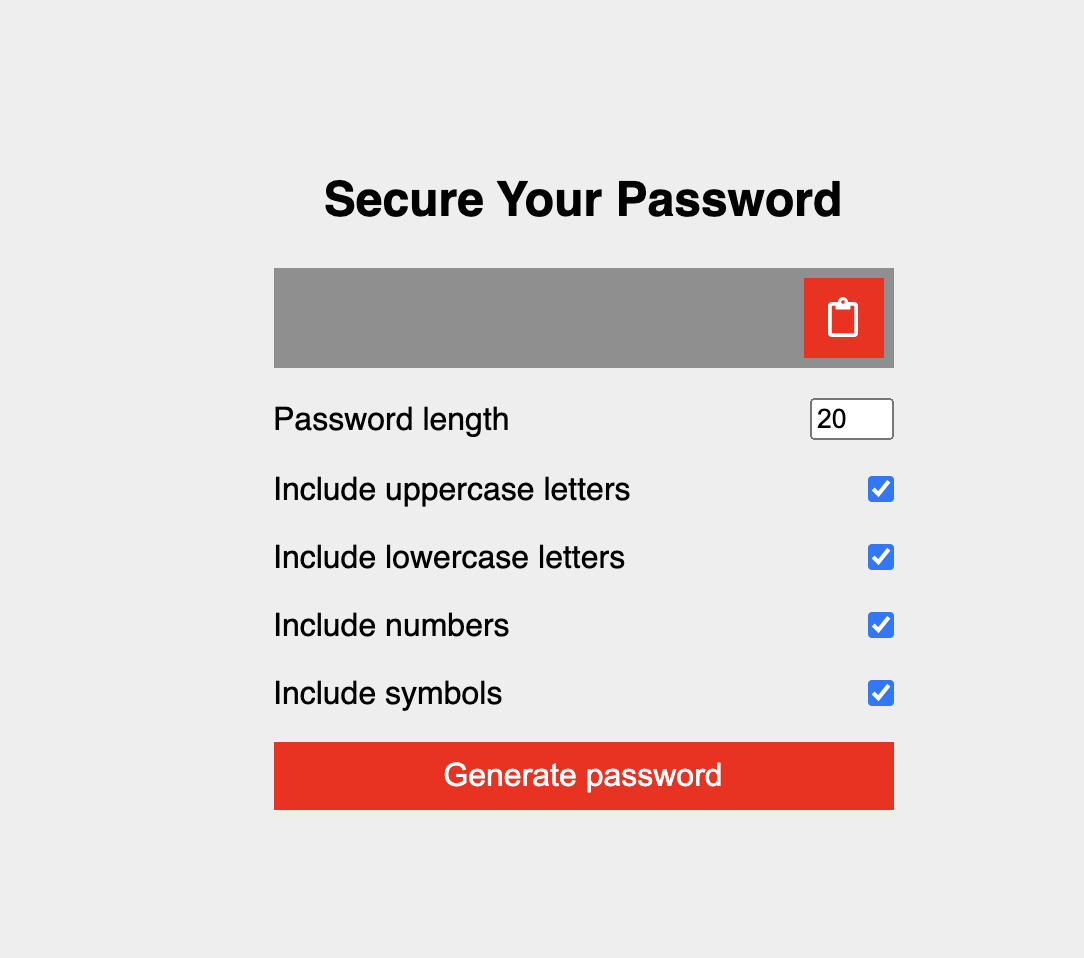 Secure Your Password
Password length
20
Include uppercase letters
Include lowercase letters
Include numbers
Include symbols
Generate password